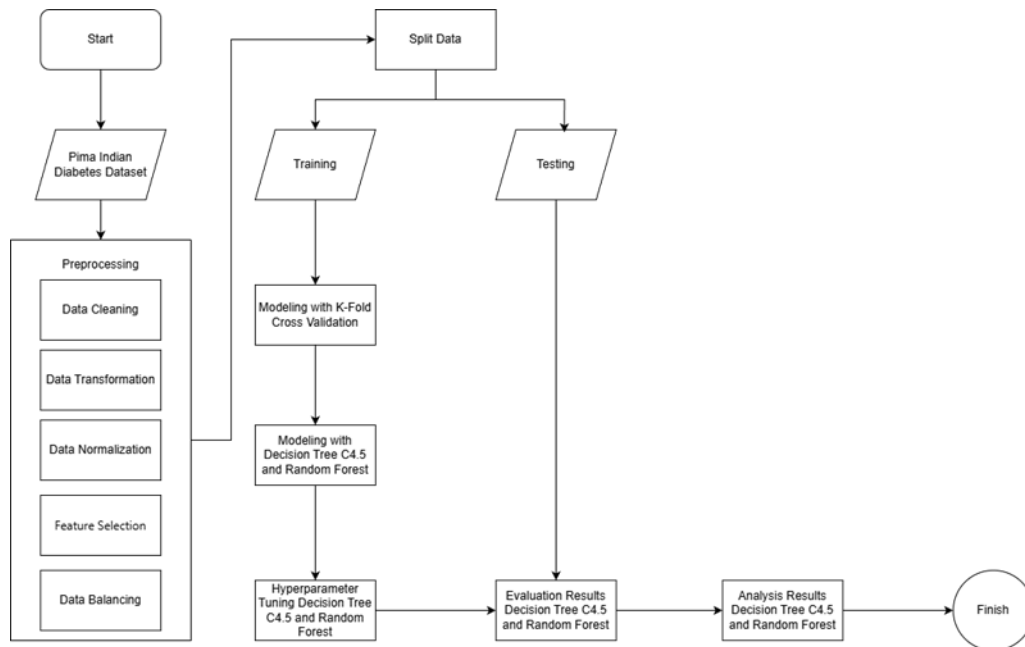 Start
Pima Indian
Diabetes Dataset
Preprocessing
Data Cleaning
Data Transformation
Data Normalization
Feature Selection
Data Balancing
Split Data
Training
Testing
Modeling with K-Fold
Cross Validation
Modeling with
Decision Tree C4.5
and Random Forest
Hyperparameter
Tuning Decision Tree
C4.5 and Random
Forest
Evaluation Results
Decision Tree C4.5
and Random Forest
Analysis Results
Decision Tree C4.5
and Random Forest
Finish